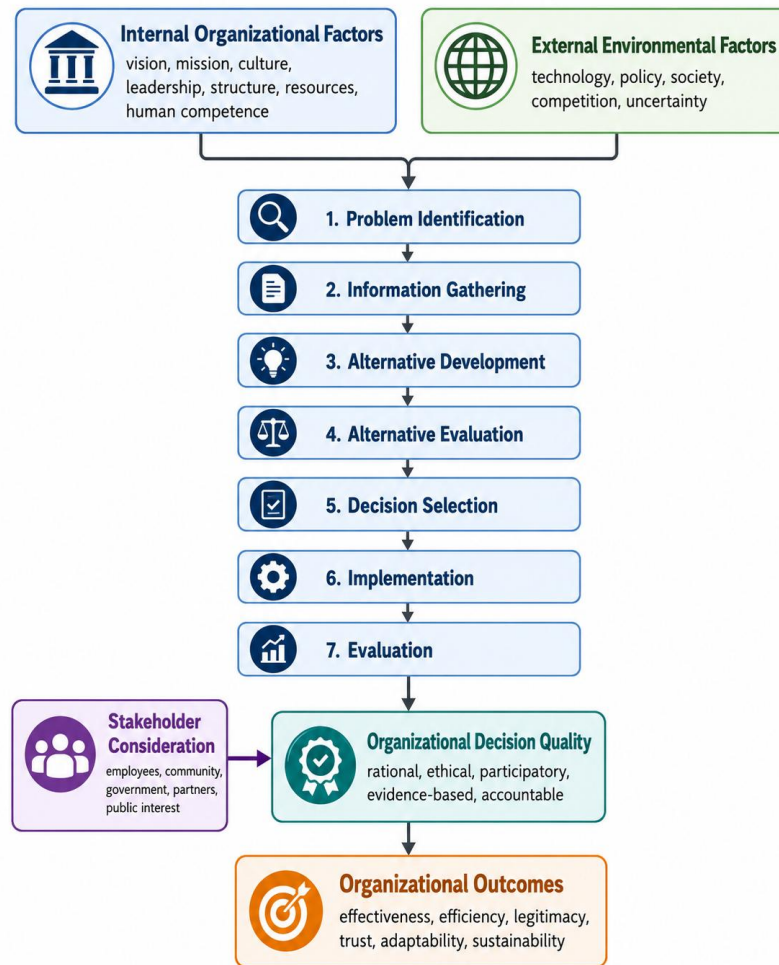 Internal Organizational Factors
vision, mission, culture,
leadership, structure, resources,
human competence
External Environmental Factors
technology, policy, society,
competition, uncertainty
1. Problem Identification
2. Information Gathering
3. Alternative Development
4. Alternative Evaluation
5. Decision Selection
6. Implementation
7. Evaluation
Stakeholder
Consideration
employees, community,
government, partners,
public interest
Organizational Decision Quality
rational, ethical, participatory,
evidence-based, accountable
Organizational Outcomes
effectiveness, efficiency, legitimacy,
trust, adaptability, sustainability